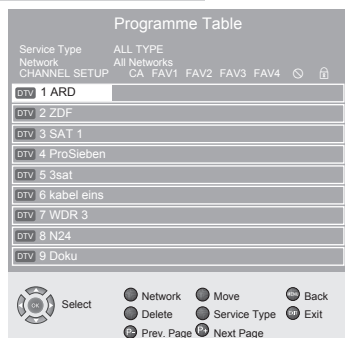 Programme Table
Service Type ALL TYPE
Network All Networks
CHANNEL SETUP CA FAV1 FAV2 FAV3 FAV4
DTV 1 ARD
DTV 2 ZDF
DTV 3 SAT 1
DTV 4 ProSieben
DTV 5 3sat
DTV 6 kabel eins
DTV 7 WDR 3
DTV 8 N24
DTV 9 Doku
OK Select Network Move Back
Delete Service Type EXIT Exit
P- Prev. Page P+ Next Page